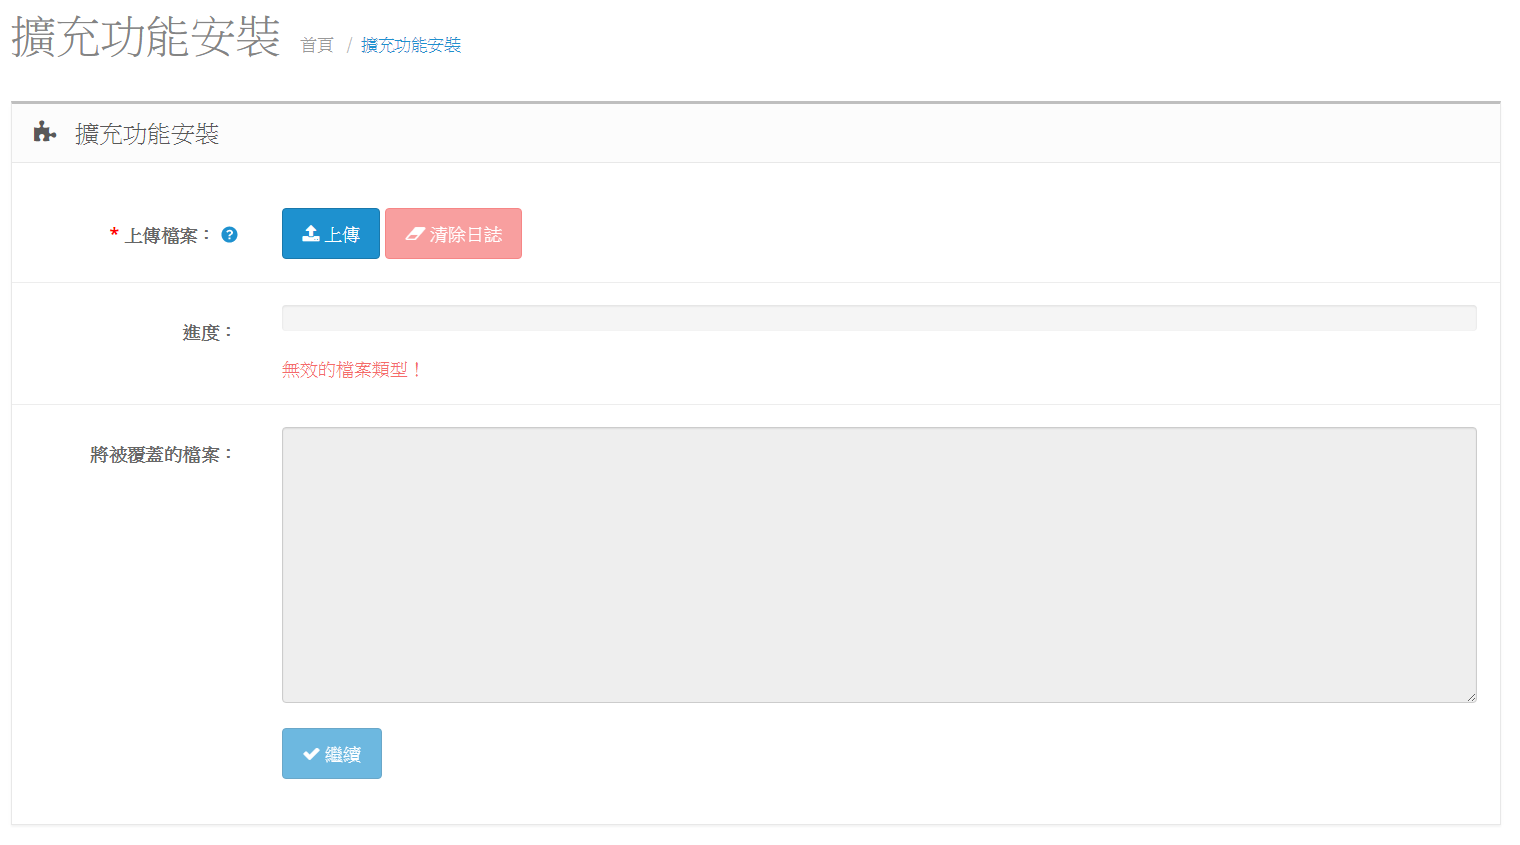 擴充功能安裝 首頁 / 擴充功能安裝
擴充功能安裝
* 上傳檔案： ? 上傳 清除日誌
進度：
無效的檔案類型！
將被覆蓋的檔案：
繼續